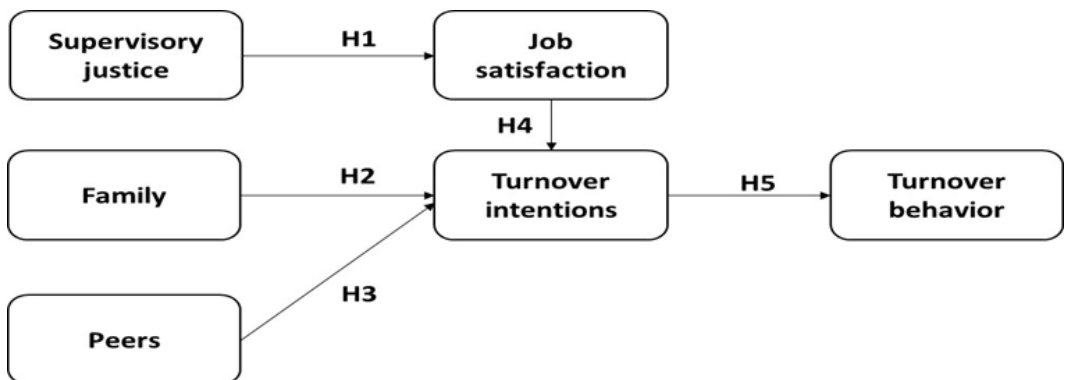 Supervisory
justice
H1
Job
satisfaction
H4
Family
H2
Turnover
intentions
H5
Turnover
behavior
H3
Peers